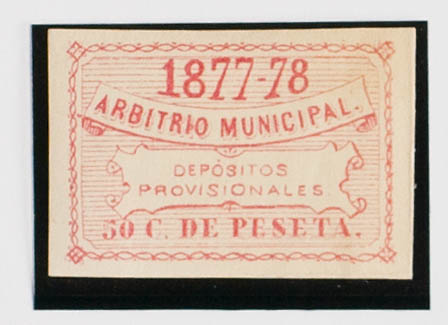 1877-78
ARBITRIO MUNICIPAL.
DEPÓSITOS
PROVISIONALES
50 C. DE PESETA.